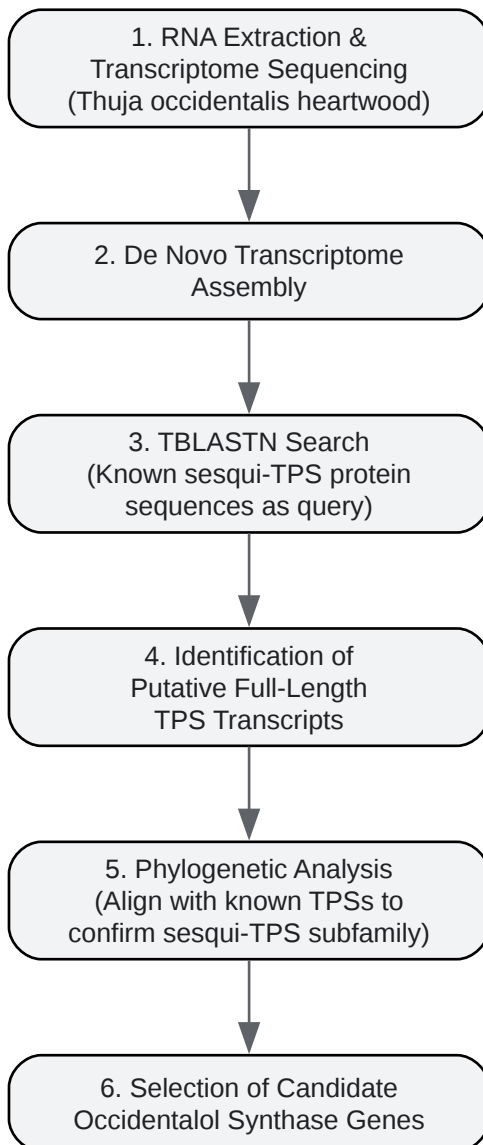 1. RNA Extraction &
Transcriptome Sequencing
(Thuja occidentalis heartwood)
2. De Novo Transcriptome
Assembly
3. TBLASTN Search
(Known sesqui-TPS protein
sequences as query)
4. Identification of
Putative Full-Length
TPS Transcripts
5. Phylogenetic Analysis
(Align with known TPSs to
confirm sesqui-TPS subfamily)
6. Selection of Candidate
Occidentalol Synthase Genes